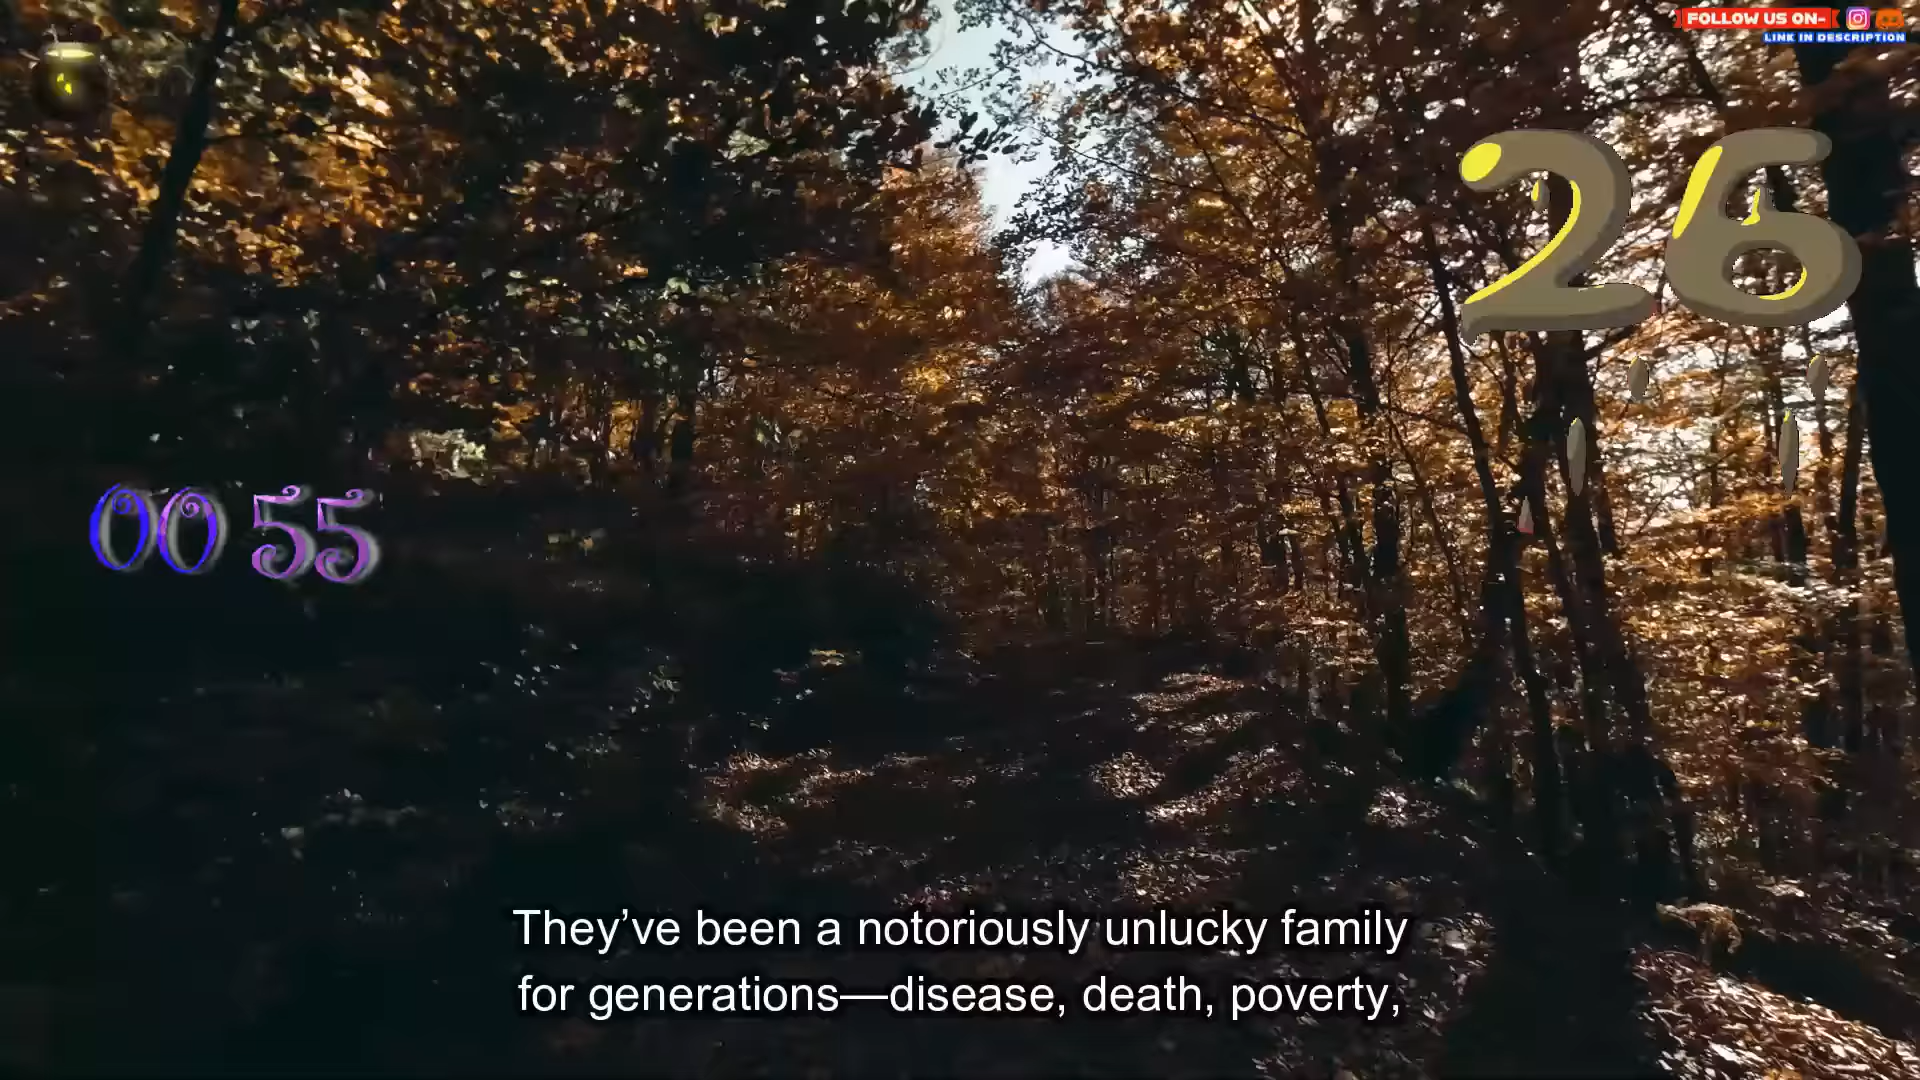 FOLLOW US ON-
LINK IN DESCRIPTION
26
00 55
They’ve been a notoriously unlucky family
for generations—disease, death, poverty,